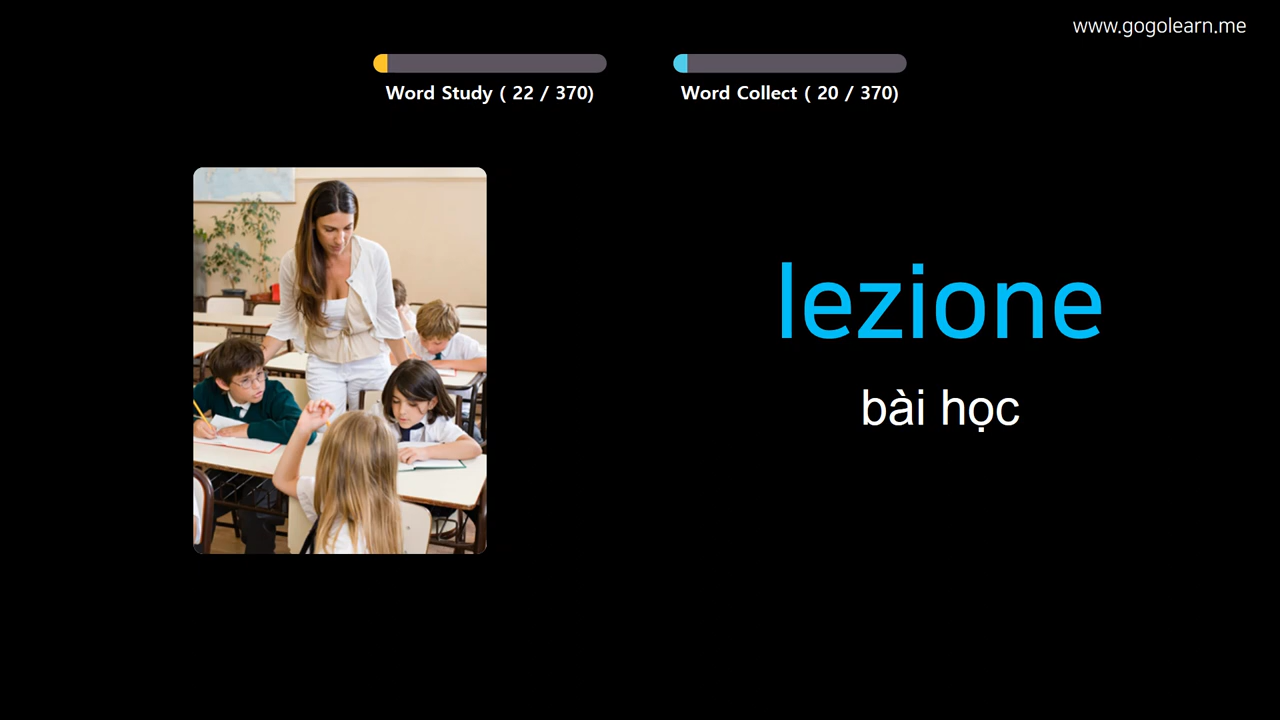 www.gogolearn.me
Word Study ( 22 / 370)
Word Collect ( 20 / 370)
lezione
bài học